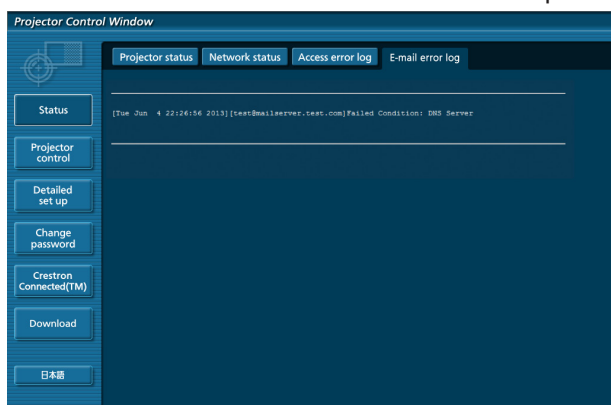 Projector Control Window
Projector status Network status Access error log E-mail error log
Status
[Tue Jun  4 22:26:56 2013][test@mailserver.test.com]Failed Condition: DNS Server
Projector
control
Detailed
set up
Change
password
Crestron
Connected(TM)
Download
日本語